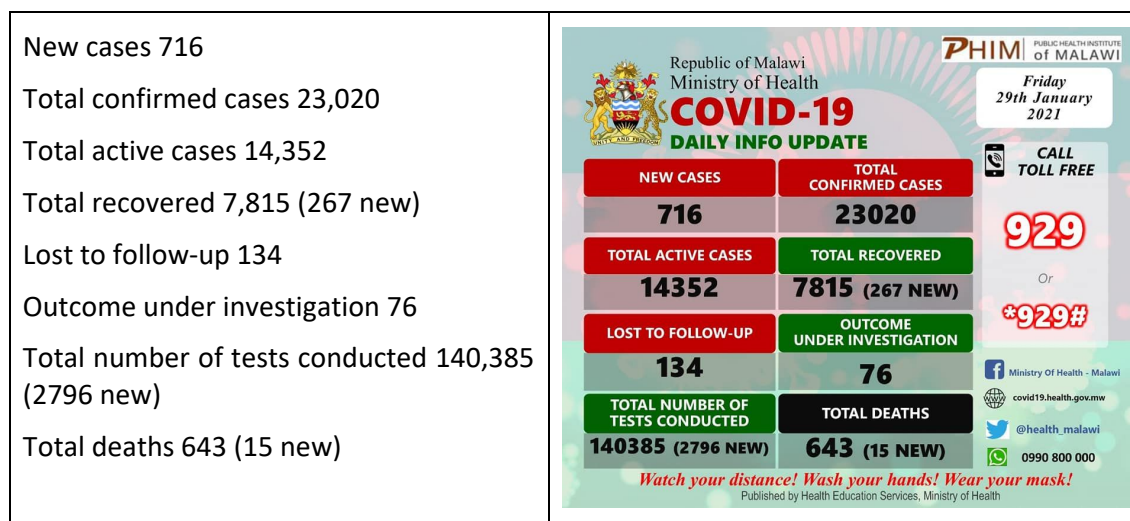 New cases 716
Total confirmed cases 23,020
Total active cases 14,352
Total recovered 7,815 (267 new)
Lost to follow-up 134
Outcome under investigation 76
Total number of tests conducted 140,385
(2796 new)
Total deaths 643 (15 new)
PHIM PUBLIC HEALTH INSTITUTE
of MALAWI
Republic of Malawi
Ministry of Health
COVID-19
DAILY INFO UPDATE
UNITY AND FREEDOM
Friday
29th January
2021
NEW CASES
716
TOTAL
CONFIRMED CASES
23020
TOTAL ACTIVE CASES
14352
TOTAL RECOVERED
7815 (267 NEW)
LOST TO FOLLOW-UP
134
OUTCOME
UNDER INVESTIGATION
76
TOTAL NUMBER OF
TESTS CONDUCTED
140385 (2796 NEW)
TOTAL DEATHS
643 (15 NEW)
CALL
TOLL FREE
929
Or
*929#
Ministry Of Health - Malawi
www covid19.health.gov.mw
@health_malawi
0990 800 000
Watch your distance! Wash your hands! Wear your mask!
Published by Health Education Services, Ministry of Health